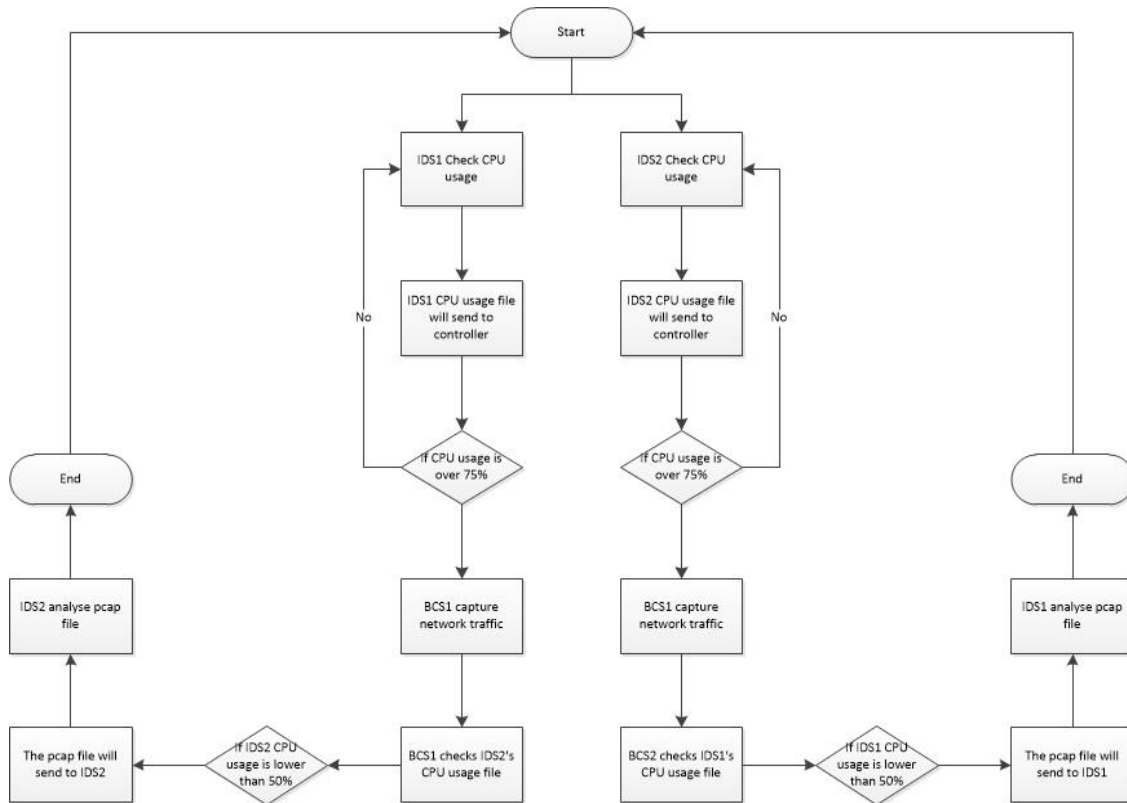 Start
IDS1 Check CPU
usage
IDS2 Check CPU
usage
IDS1 CPU usage file
will send to
controller
IDS2 CPU usage file
will send to
controller
No
No
If CPU usage is
over 75%
If CPU usage is
over 75%
End
End
IDS2 analyse pcap
file
BCS1 capture
network traffic
BCS1 capture
network traffic
IDS1 analyse pcap
file
The pcap file will
send to IDS2
If IDS2 CPU
usage is lower
than 50%
BCS1 checks IDS2's
CPU usage file
BCS2 checks IDS1's
CPU usage file
If IDS1 CPU
usage is lower
than 50%
The pcap file will
send to IDS1